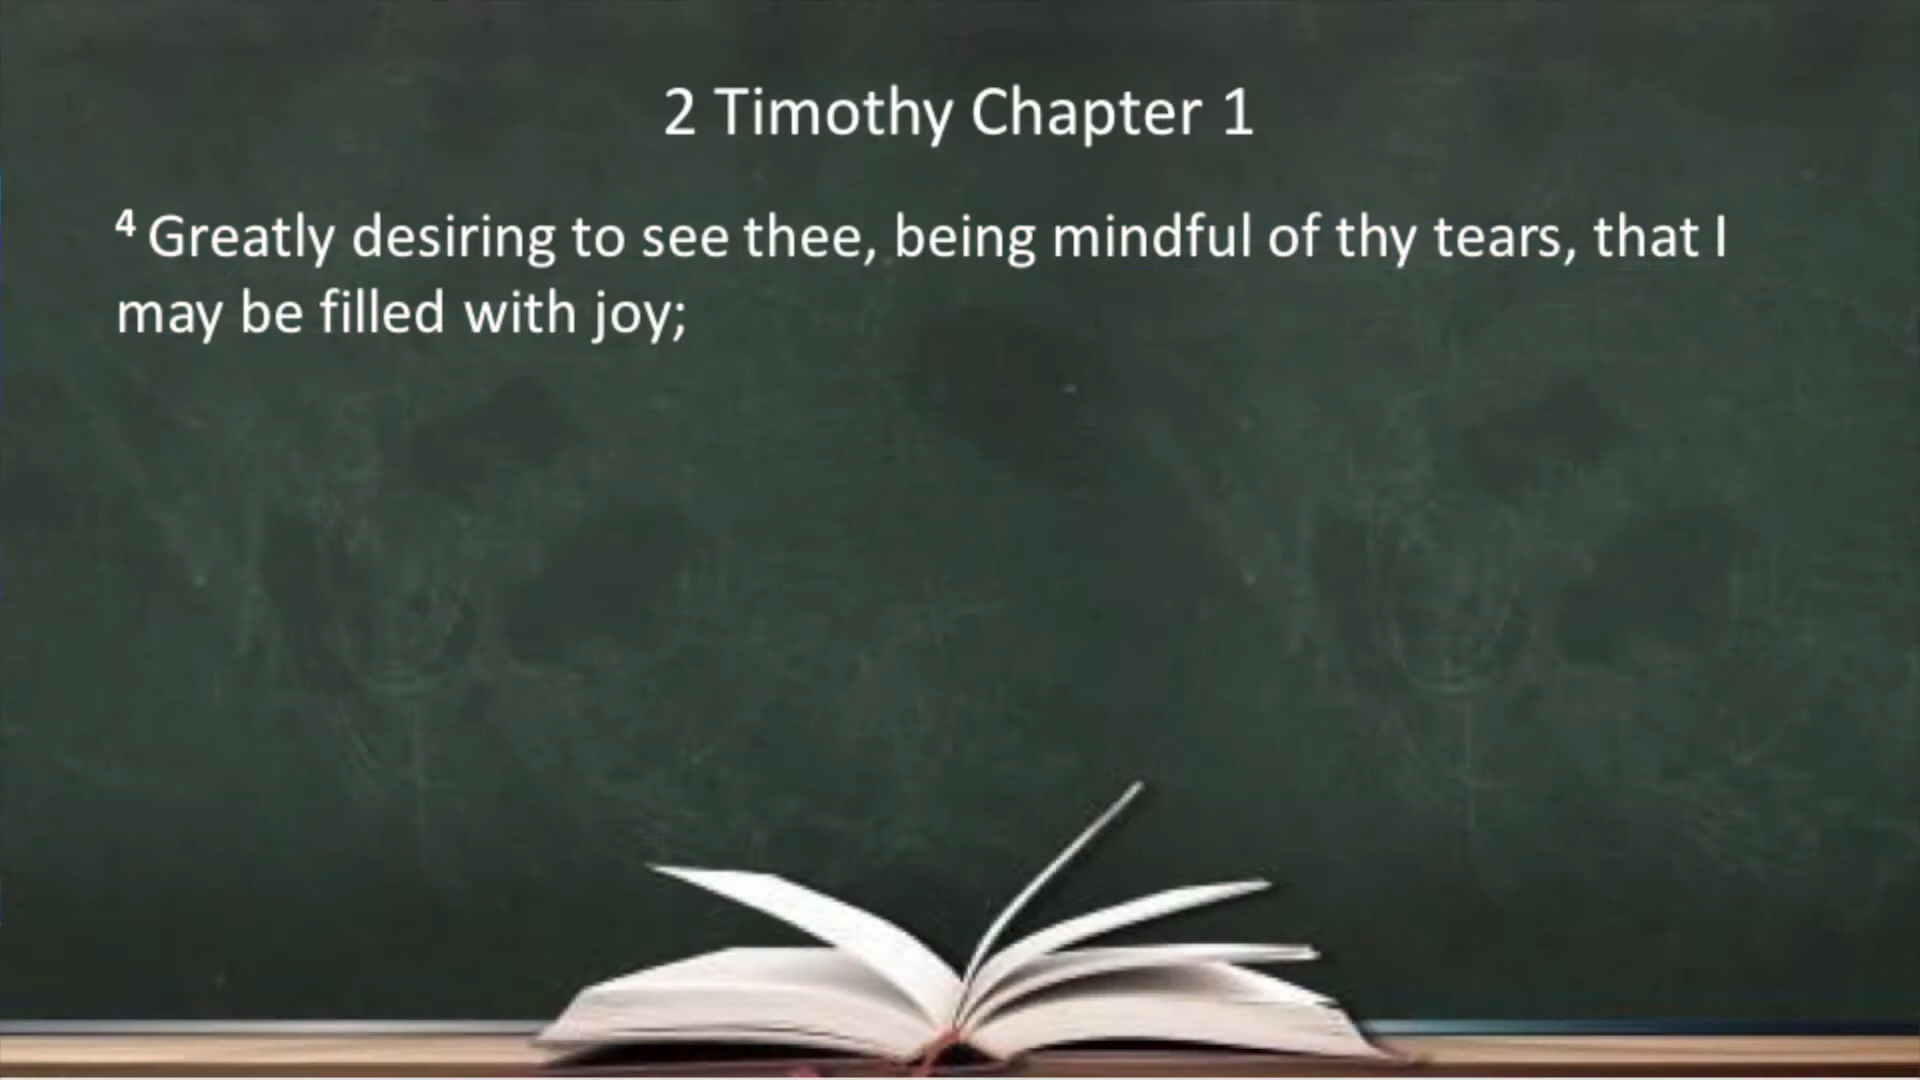 2 Timothy Chapter 1
4 Greatly desiring to see thee, being mindful of thy tears, that I
may be filled with joy;